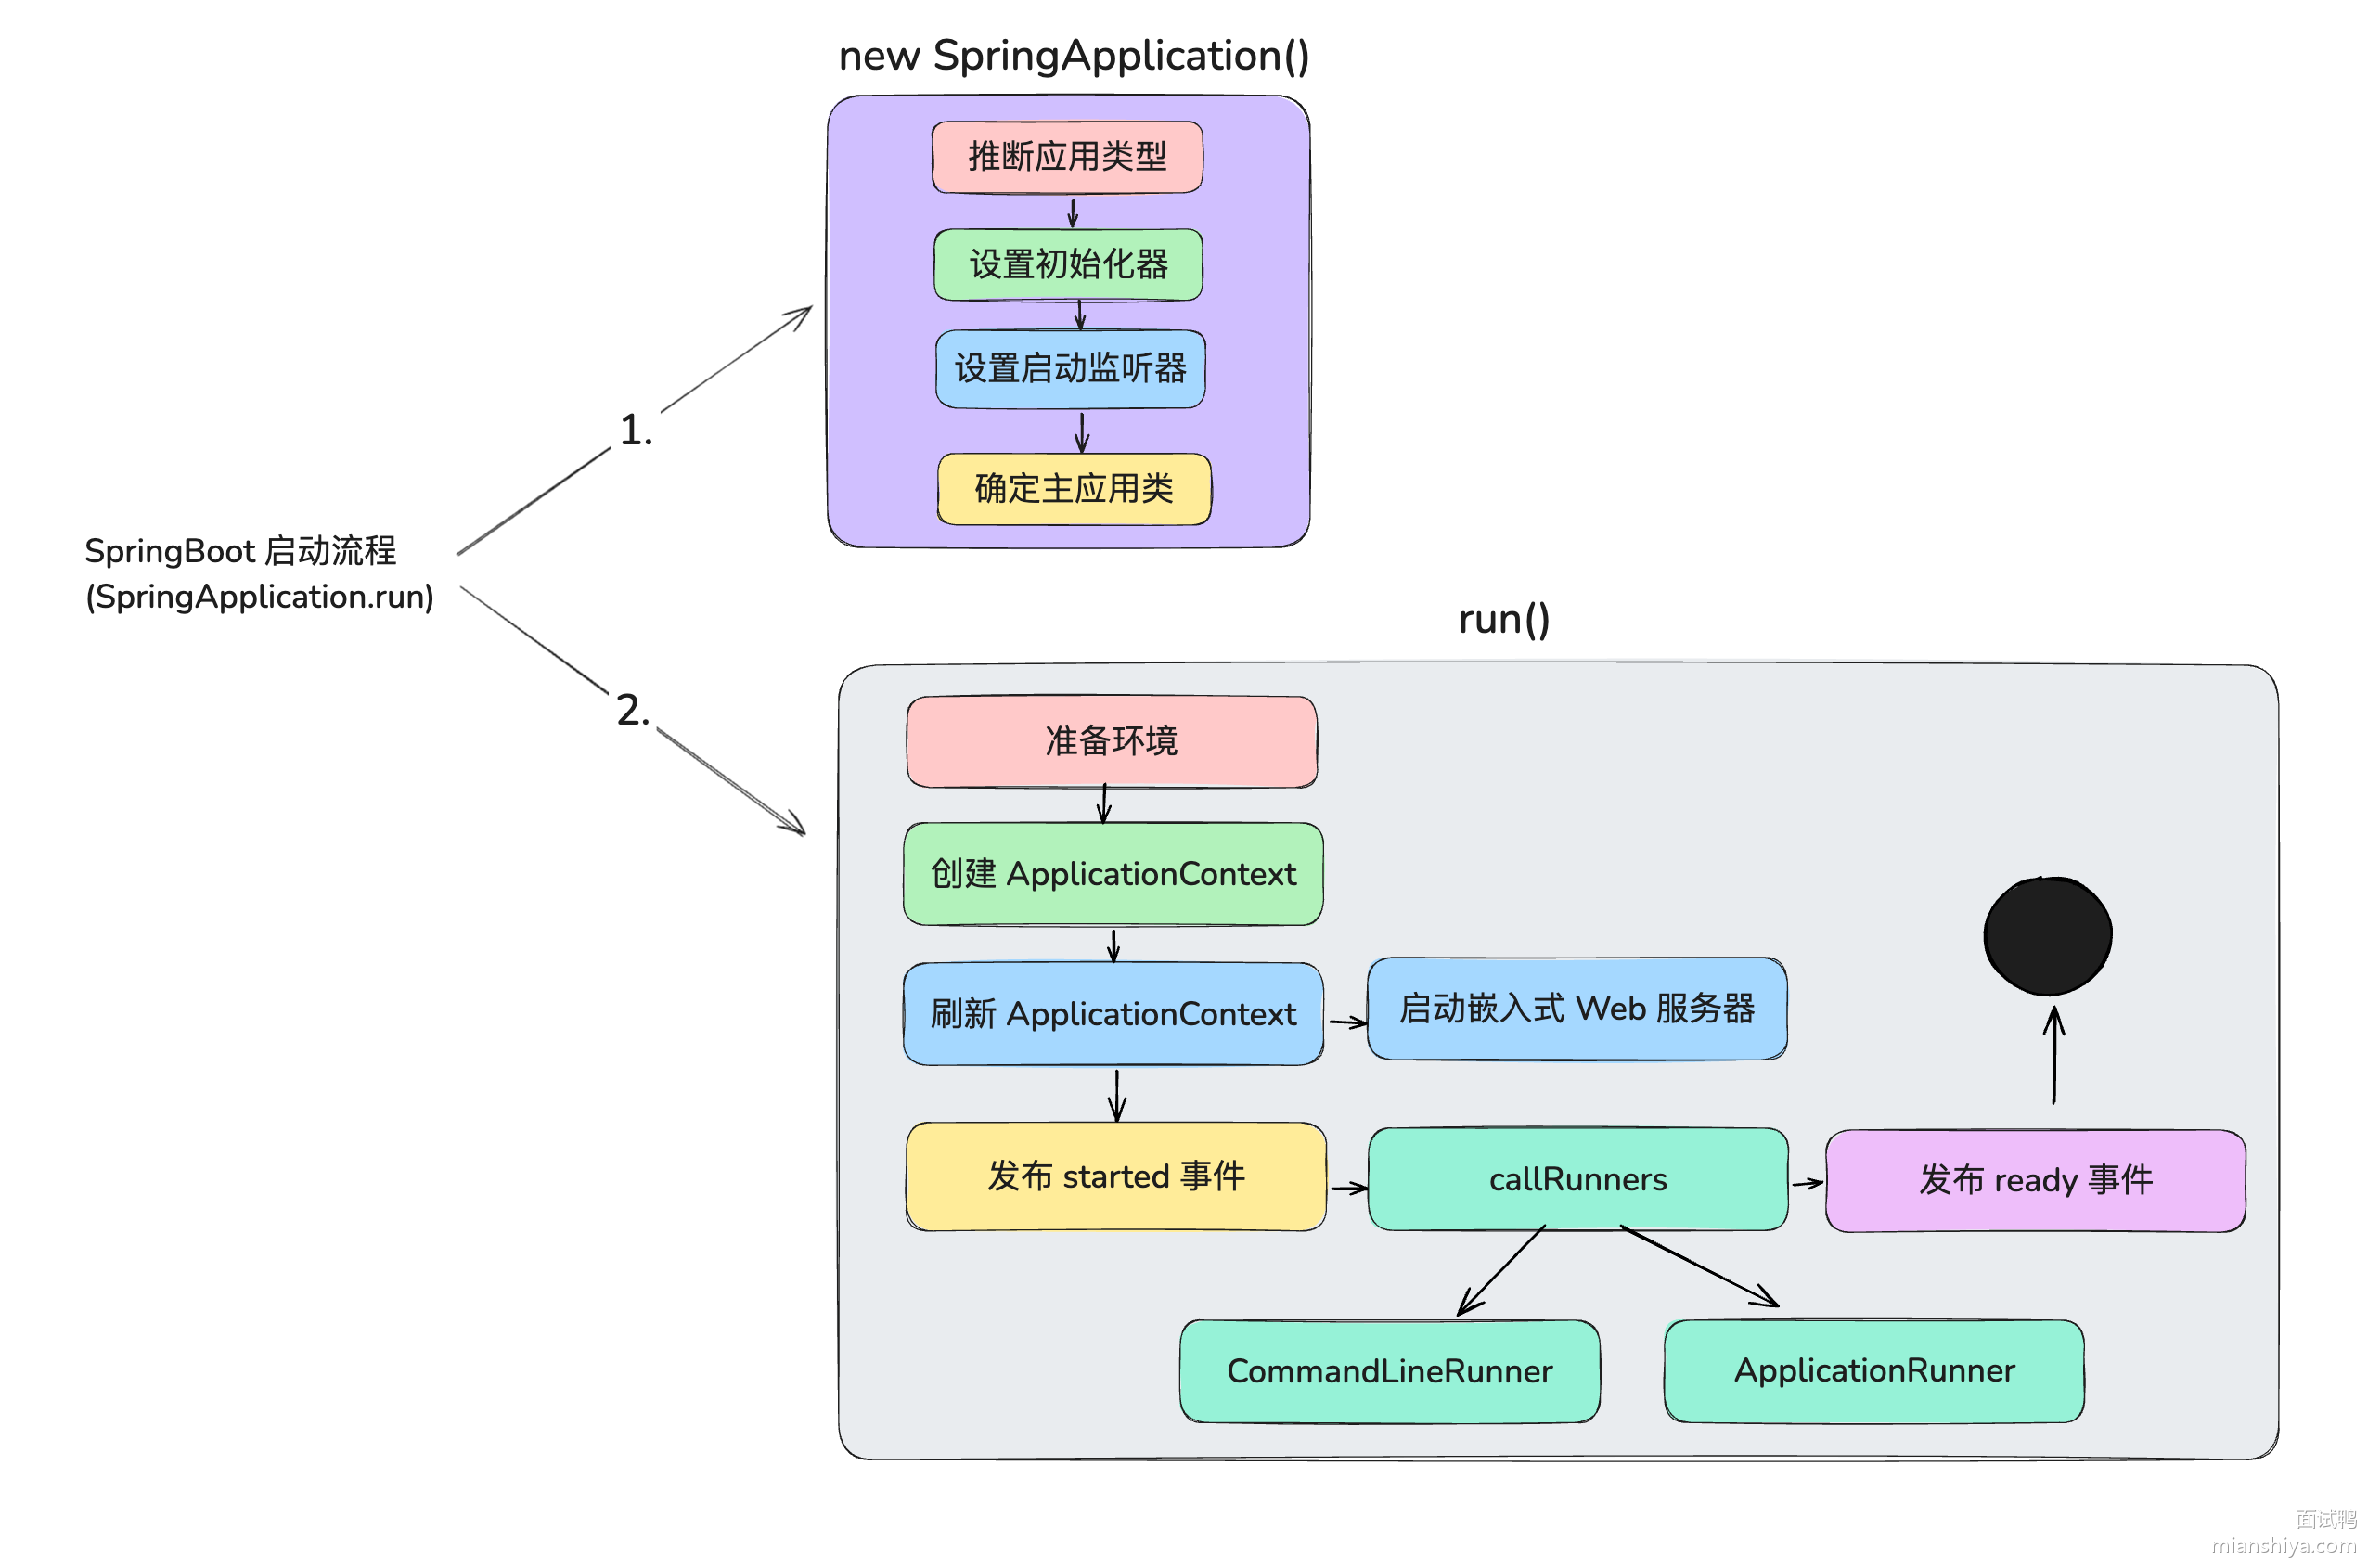 new SpringApplication()
推断应用类型
设置初始化器
设置启动监听器
确定主应用类
1.
SpringBoot 启动流程
(SpringApplication.run)
2.
run()
准备环境
创建 ApplicationContext
刷新 ApplicationContext
启动嵌入式 Web 服务器
发布 started 事件
callRunners
发布 ready 事件
CommandLineRunner
ApplicationRunner
面试鸭
mianshiya.com